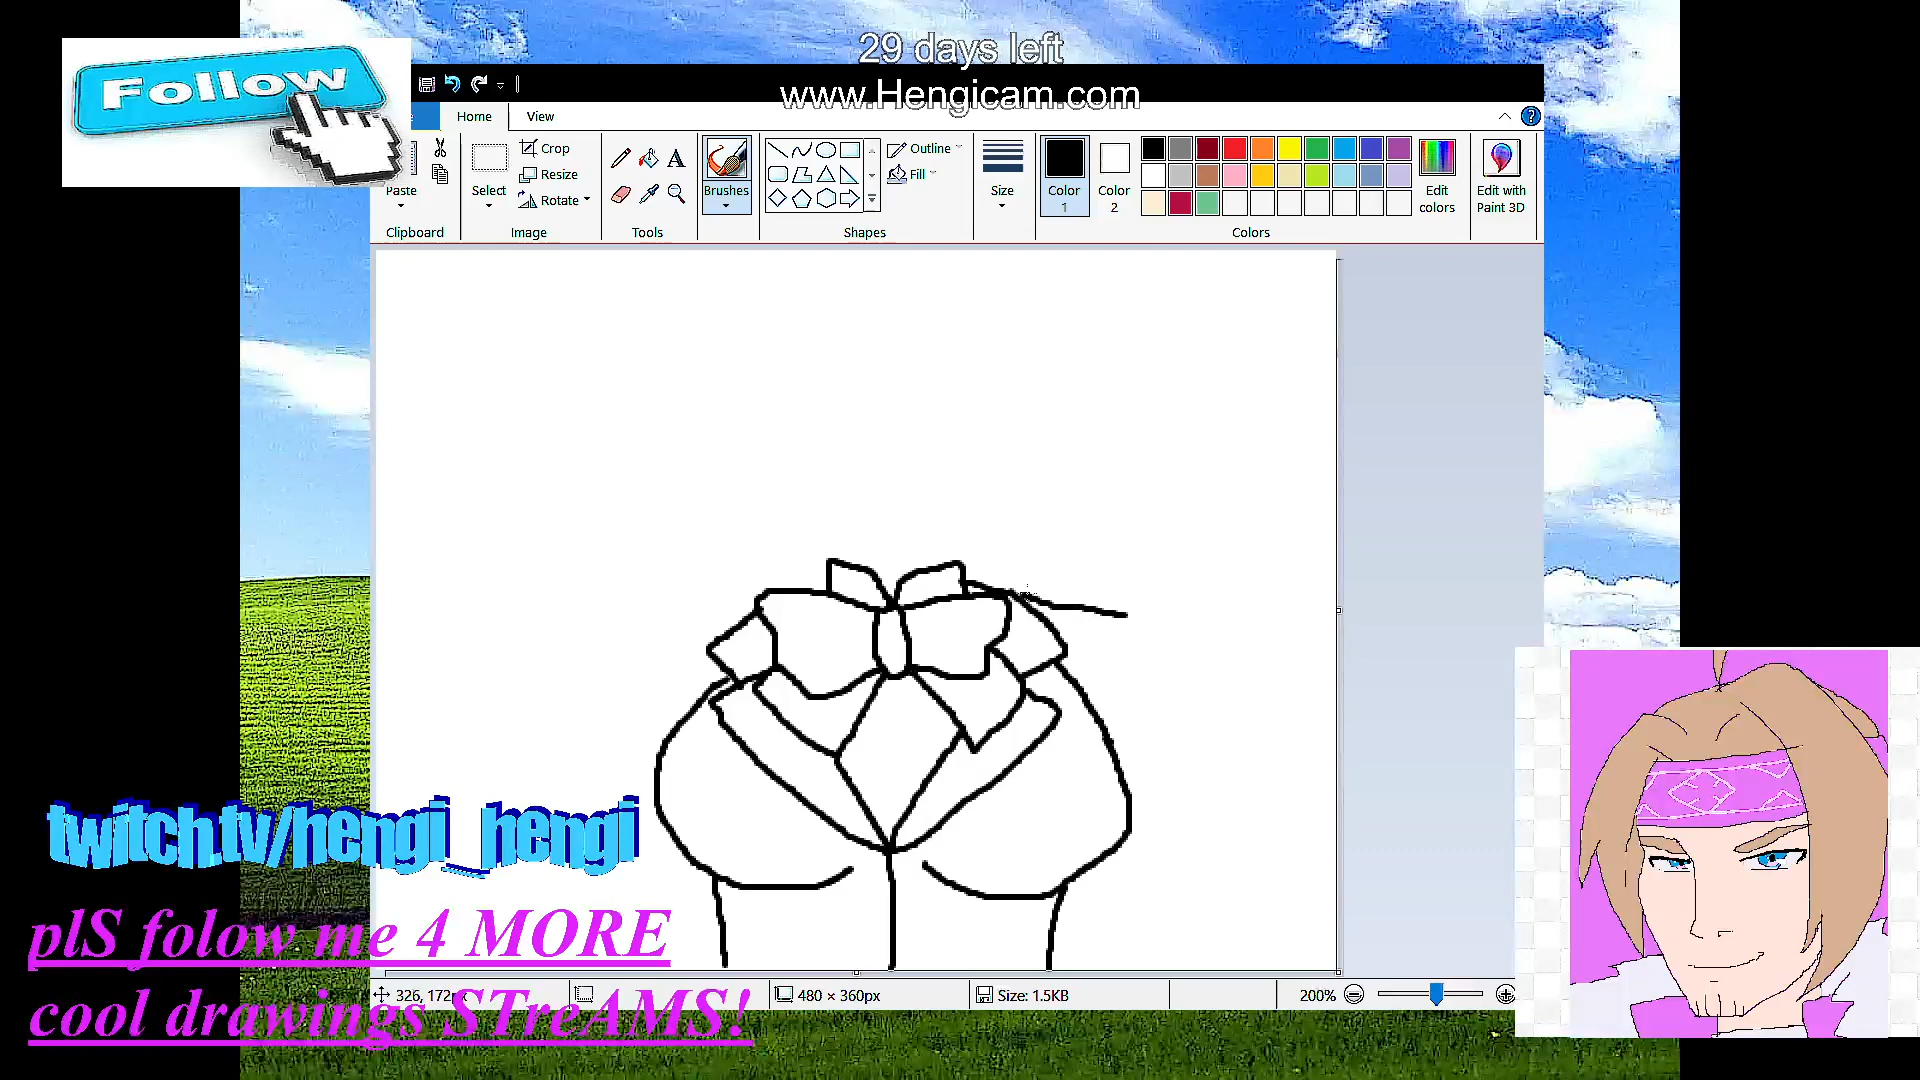 29 days left
www.Hengicam.com
Follow
Home View
Paste
Clipboard
Select
Crop
Resize
Rotate
Image
Tools
Brushes
Shapes
Outline
Fill
Size
Color 1
Color 2
Colors
Edit colors
Edit with Paint 3D
twitch.tv/hengi_hengi
plS folow me 4 MORE
cool drawings STreAMS!
326, 172px
480 × 360px
Size: 1.5KB
200%